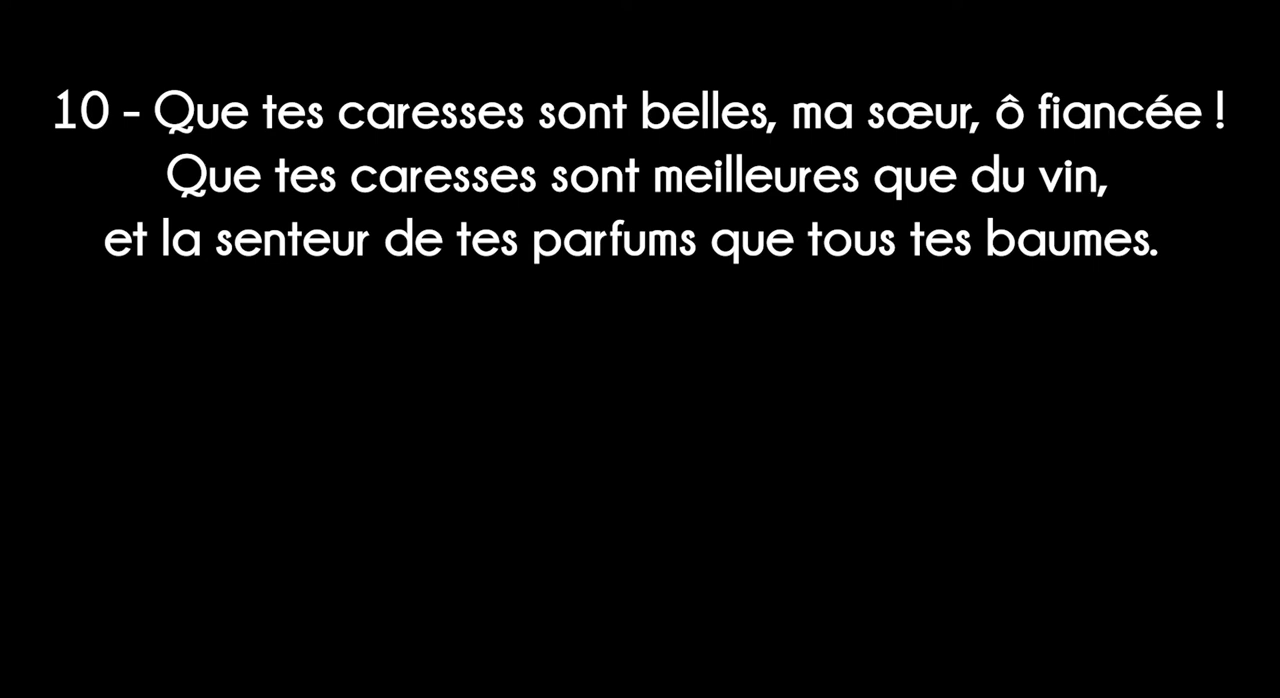 10 - Que tes caresses sont belles, ma sœur, ô fiancée !
Que tes caresses sont meilleures que du vin,
et la senteur de tes parfums que tous tes baumes.